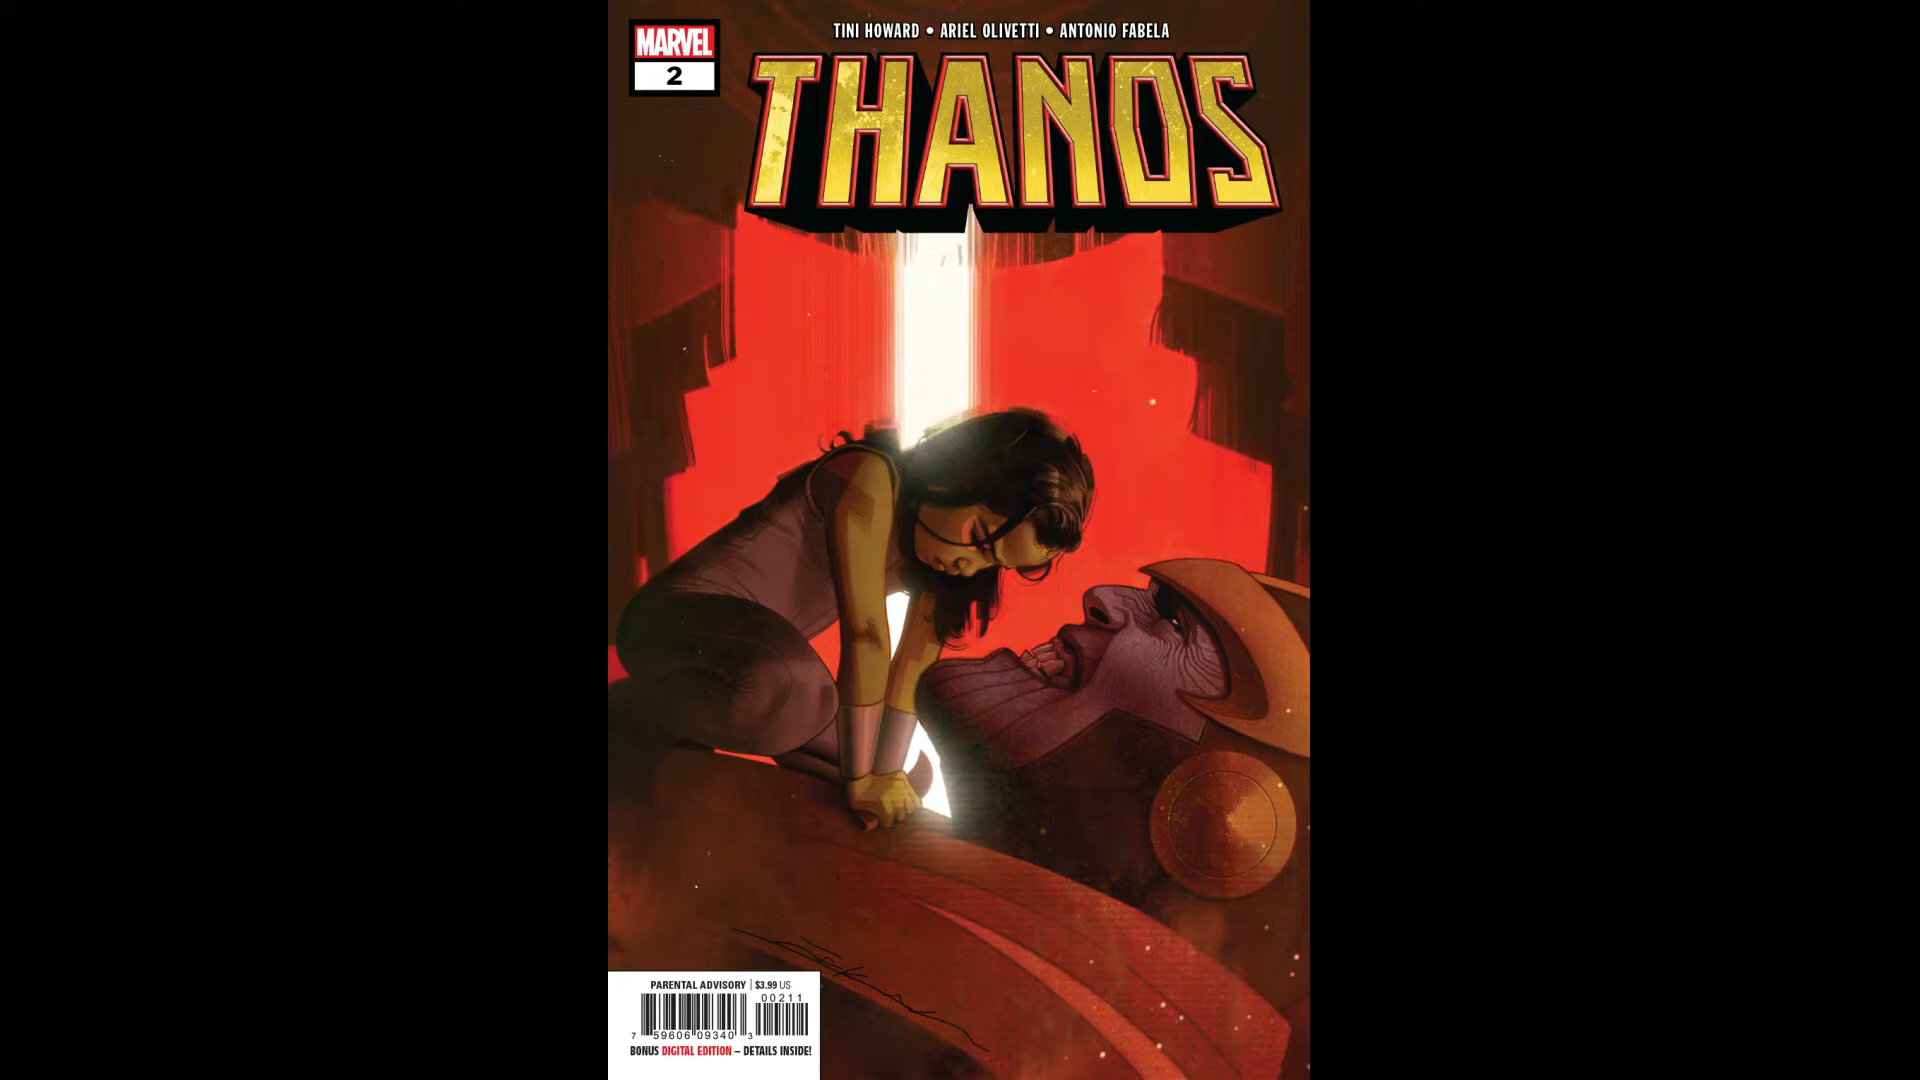 TINI HOWARD • ARIEL OLIVETTI • ANTONIO FABELA
MARVEL
2
THANOS
DEKAL
PARENTAL ADVISORY | $3.99 US
00211
7 59606 09340 3
BONUS DIGITAL EDITION – DETAILS INSIDE!